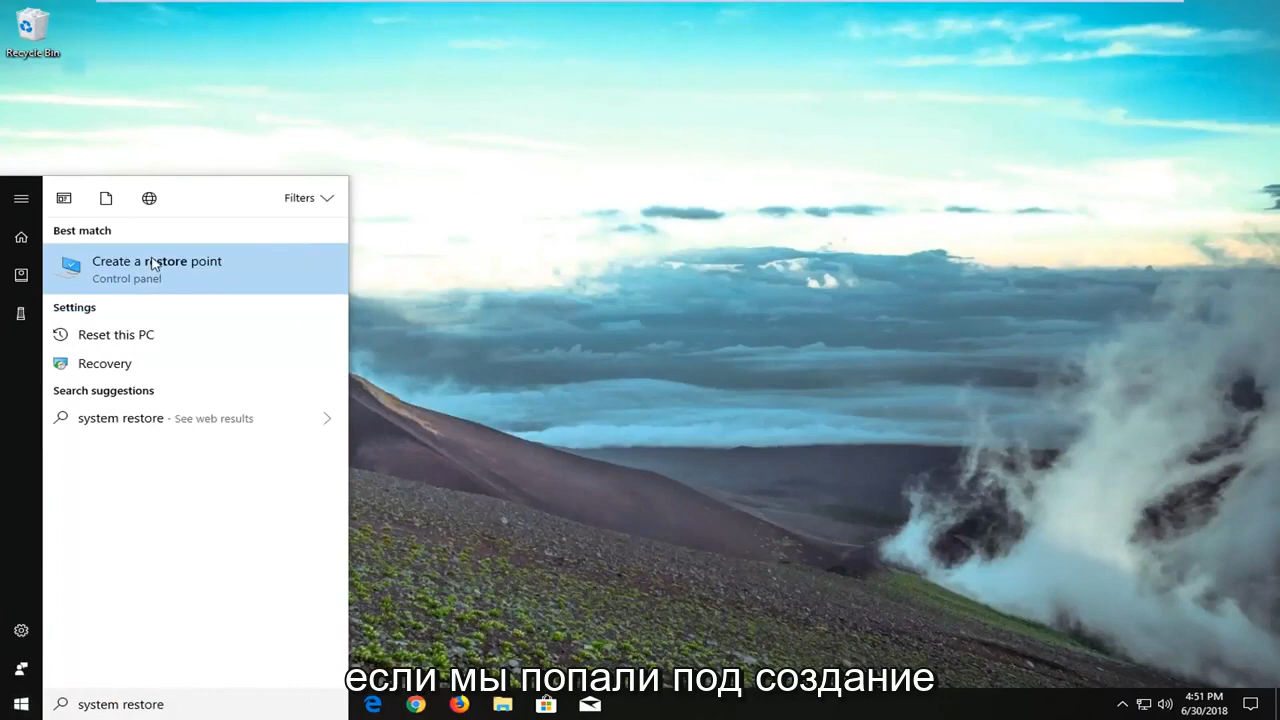 Recycle Bin
Filters
Best match
Create a restore point
Control panel
Settings
Reset this PC
Recovery
Search suggestions
system restore - See web results
system restore
если мы попали под создание
4:51 PM
6/30/2018